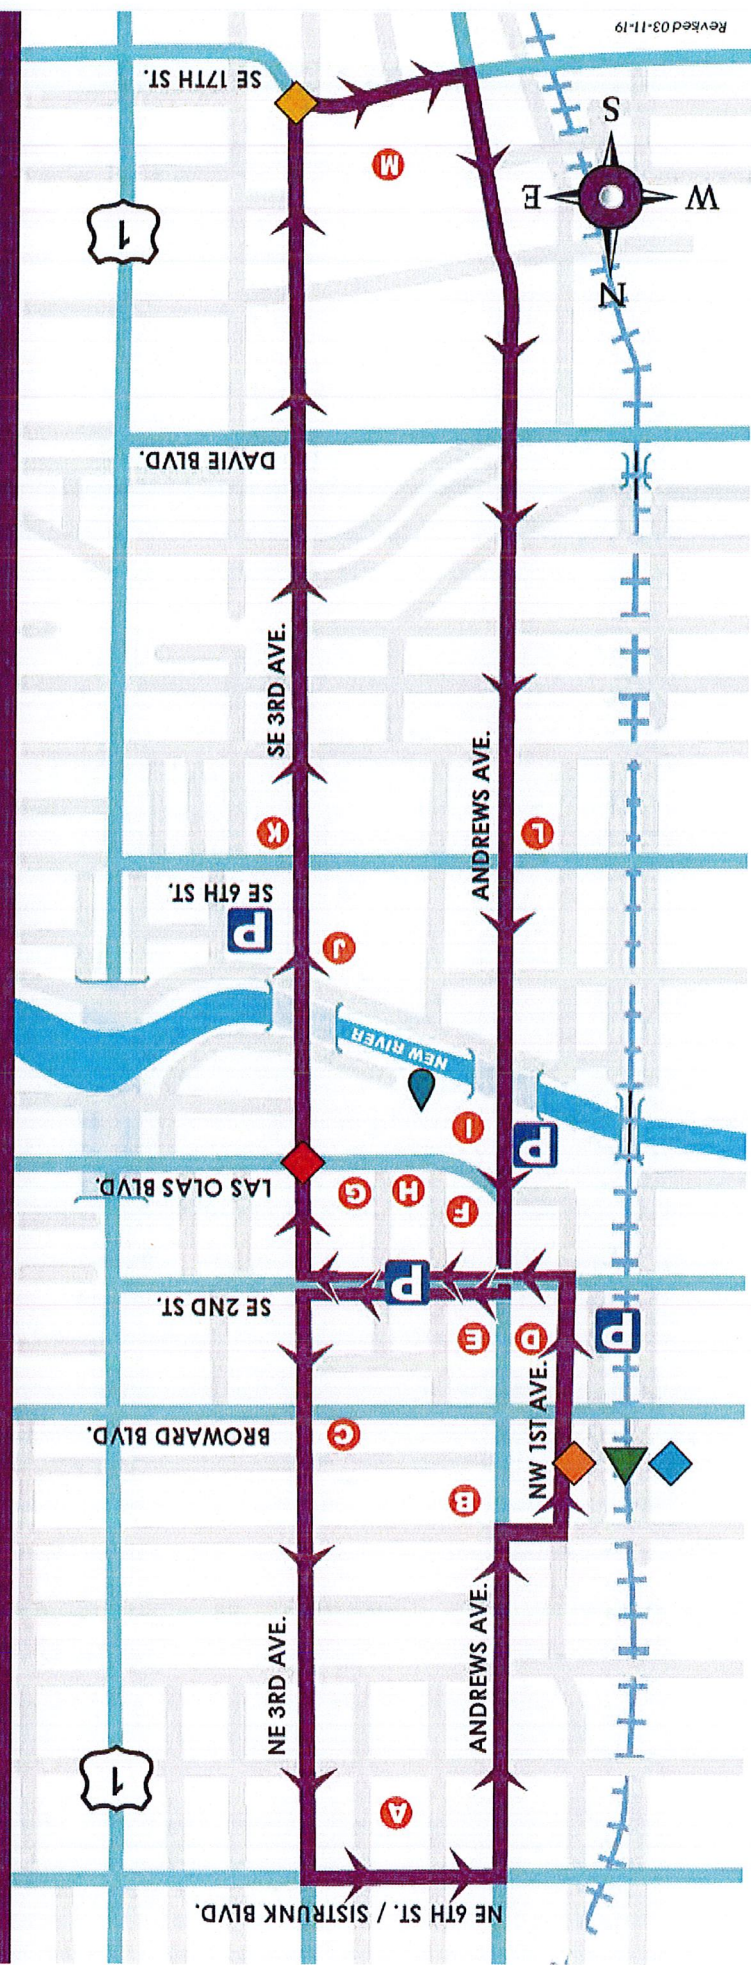 NE 6TH ST. / SISTRUNK BLVD.
A
1
ANDREWS AVE.
NE 3RD AVE.
B
NW 1ST AVE.
C
BROWARD BLVD.
D
E
P
SE 2ND ST.
P
F
H
G
LAS OLAS BLVD.
P
I
NEW RIVER
J
P
SE 6TH ST.
L
K
ANDREWS AVE.
SE 3RD AVE.
DAVIE BLVD.
N
1
W
E
M
S
SE 17TH ST.
Revised 03-11-19